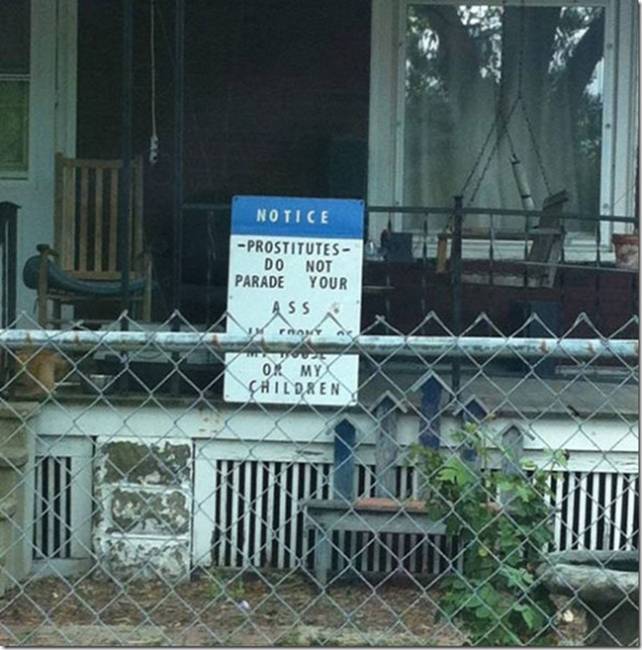 NOTICE
-PROSTITUTES-
DO NOT
PARADE YOUR
ASS
IN FRONT OF
MY HOUSE
OR MY
CHILDREN